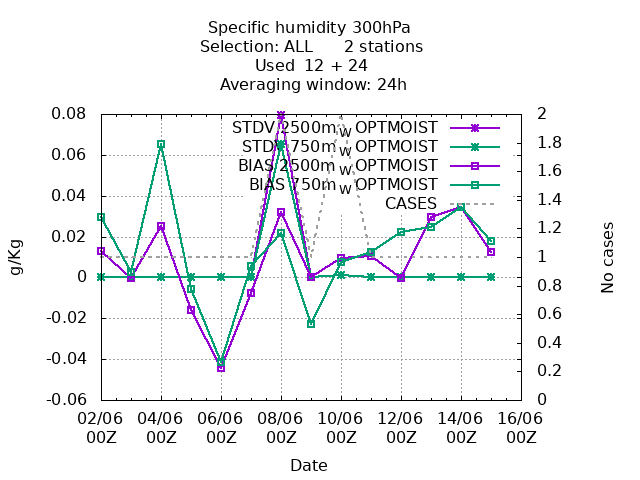 Specific humidity 300hPa
Selection: ALL 2 stations
Used 12 + 24
Averaging window: 24h
STDV 2500m_W OPTMOIST
STDV 750m_W OPTMOIST
BIAS 2500m_W OPTMOIST
BIAS 750m_W OPTMOIST
CASES
g/Kg
0.08
0.06
0.04
0.02
0
-0.02
-0.04
-0.06
No cases
2
1.8
1.6
1.4
1.2
1
0.8
0.6
0.4
0.2
0
02/06 04/06 06/06 08/06 10/06 12/06 14/06 16/06
00Z 00Z 00Z 00Z 00Z 00Z 00Z 00Z
Date